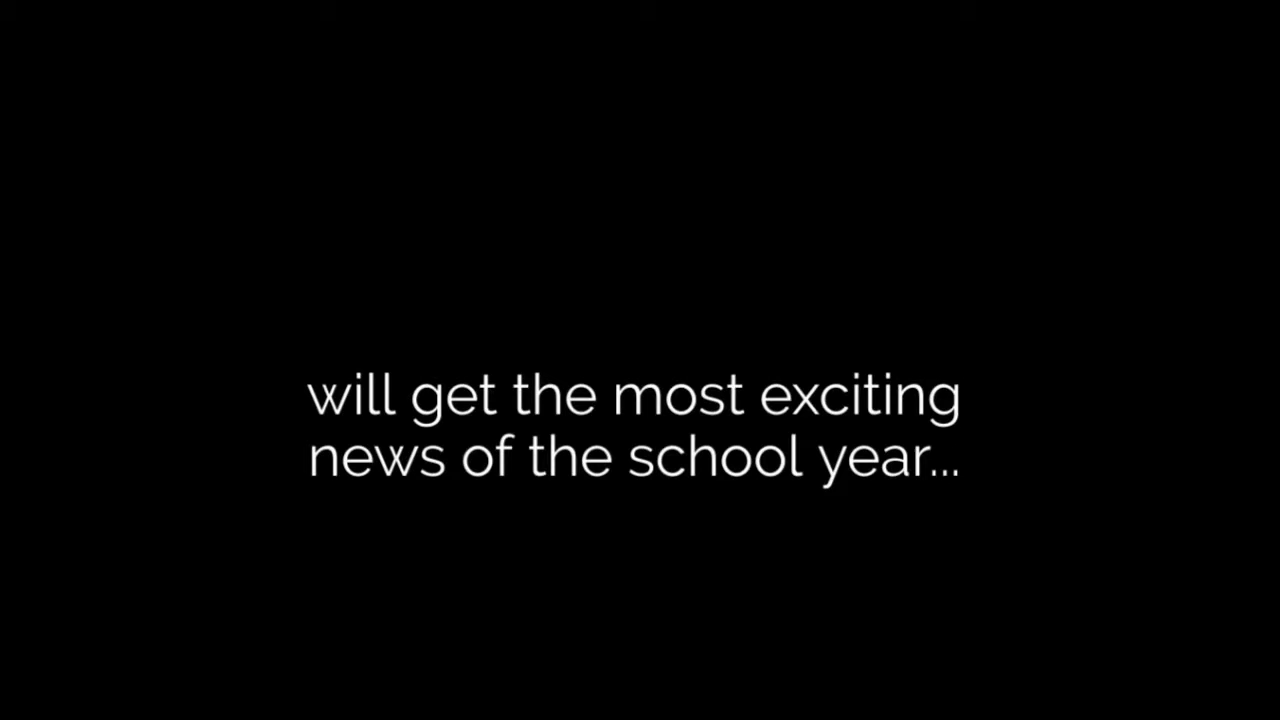 will get the most exciting
news of the school year...